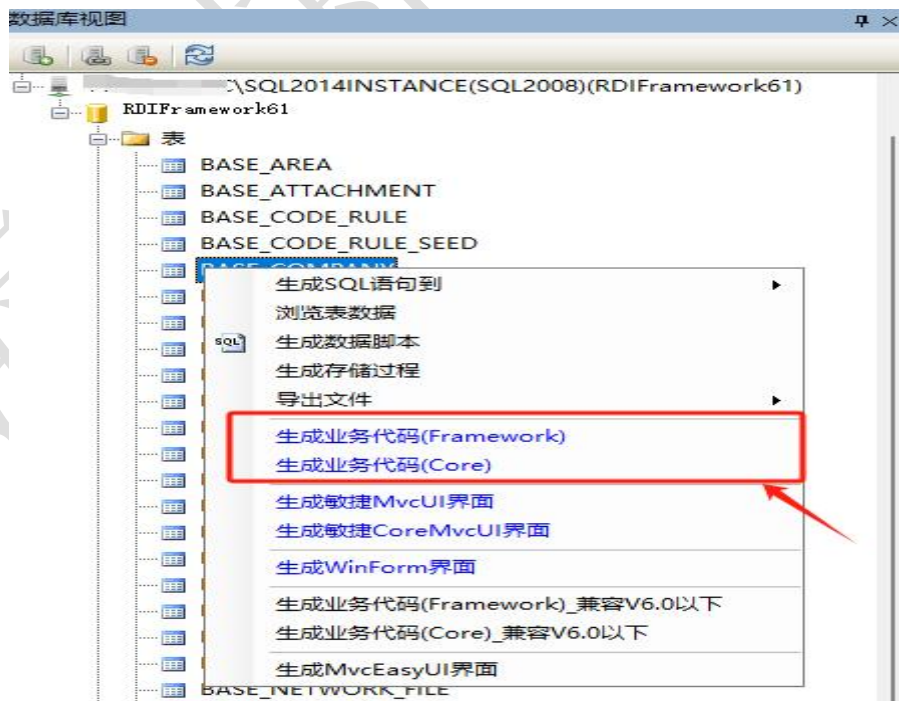 数据库视图
\SQL2014INSTANCE(SQL2008)(RDIFramework61)
RDIFramework61
表
BASE_AREA
BASE_ATTACHMENT
BASE_CODE_RULE
BASE_CODE_RULE_SEED
BASE_COMPANY
生成SQL语句到
浏览表数据
SQL 生成数据脚本
生成存储过程
导出文件
生成业务代码(Framework)
生成业务代码(Core)
生成敏捷MvcUI界面
生成敏捷CoreMvcUI界面
生成WinForm界面
生成业务代码(Framework)_兼容V6.0以下
生成业务代码(Core)_兼容V6.0以下
生成MvcEasyUI界面
BASE_NETWORK_FILE